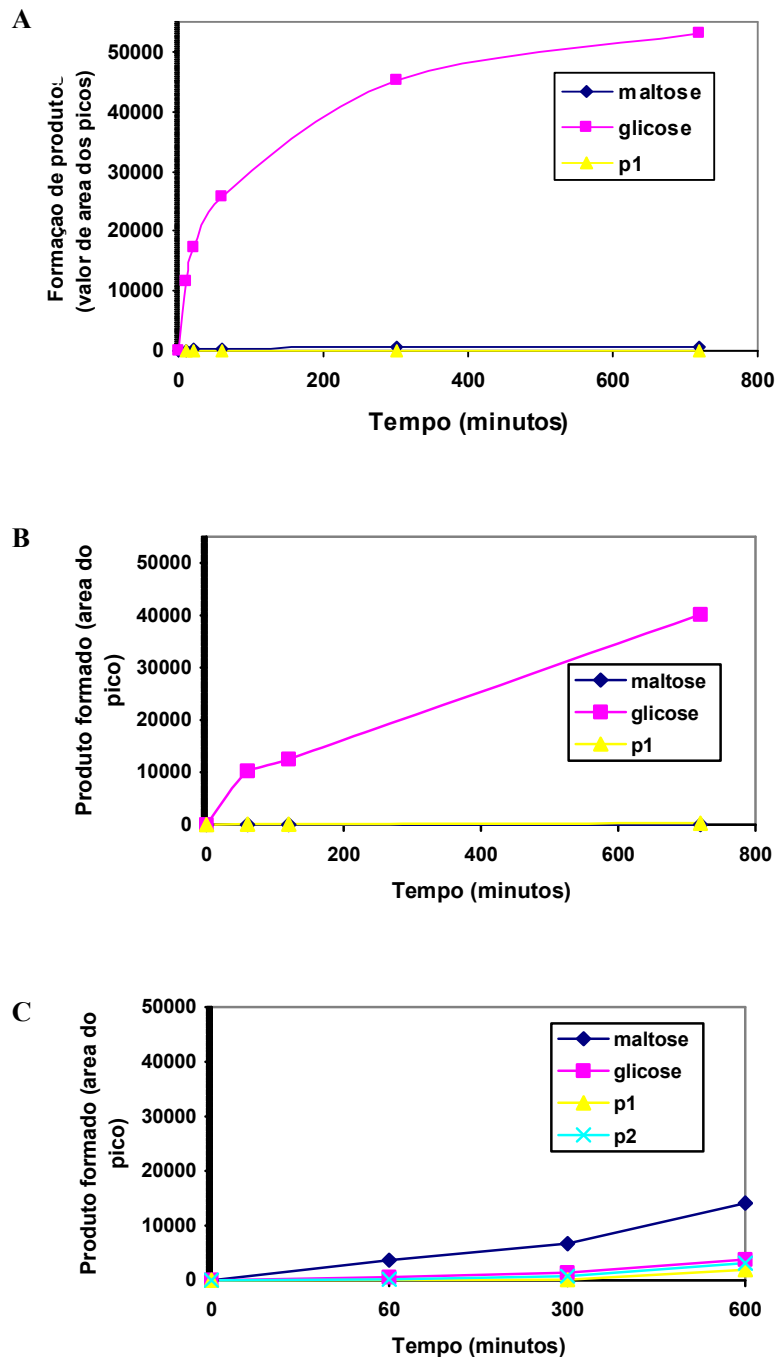 A
Formaçao de produtos
(valor de area dos picos)
50000
40000
30000
20000
10000
0
0
200
400
600
800
Tempo (minutos)
maltose
glicose
p1
B
Produto formado (area do
pico)
50000
40000
30000
20000
10000
0
0
200
400
600
800
Tempo (minutos)
maltose
glicose
p1
C
Produto formado (area do
pico)
50000
40000
30000
20000
10000
0
0
60
300
600
Tempo (minutos)
maltose
glicose
p1
p2